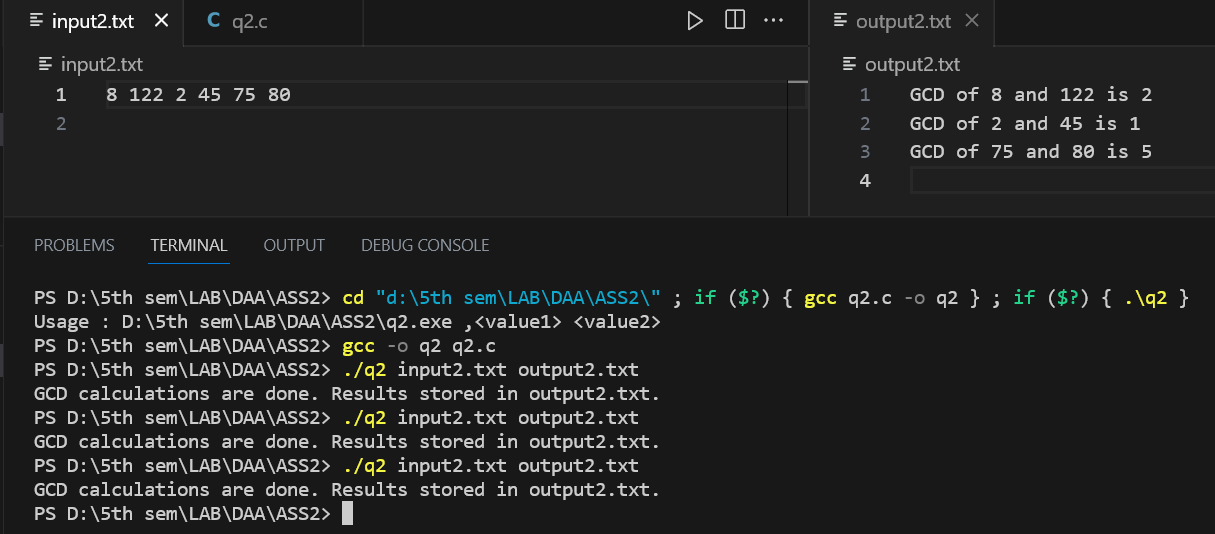 input2.txt
C q2.c
output2.txt
input2.txt
1 8 122 2 45 75 80
2
output2.txt
1 GCD of 8 and 122 is 2
2 GCD of 2 and 45 is 1
3 GCD of 75 and 80 is 5
4
PROBLEMS TERMINAL OUTPUT DEBUG CONSOLE
PS D:\5th sem\LAB\DAA\ASS2> cd "d:\5th sem\LAB\DAA\ASS2\" ; if ($?) { gcc q2.c -o q2 } ; if ($?) { .\q2 }
Usage : D:\5th sem\LAB\DAA\ASS2\q2.exe ,<value1> <value2>
PS D:\5th sem\LAB\DAA\ASS2> gcc -o q2 q2.c
PS D:\5th sem\LAB\DAA\ASS2> ./q2 input2.txt output2.txt
GCD calculations are done. Results stored in output2.txt.
PS D:\5th sem\LAB\DAA\ASS2> ./q2 input2.txt output2.txt
GCD calculations are done. Results stored in output2.txt.
PS D:\5th sem\LAB\DAA\ASS2> ./q2 input2.txt output2.txt
GCD calculations are done. Results stored in output2.txt.
PS D:\5th sem\LAB\DAA\ASS2>